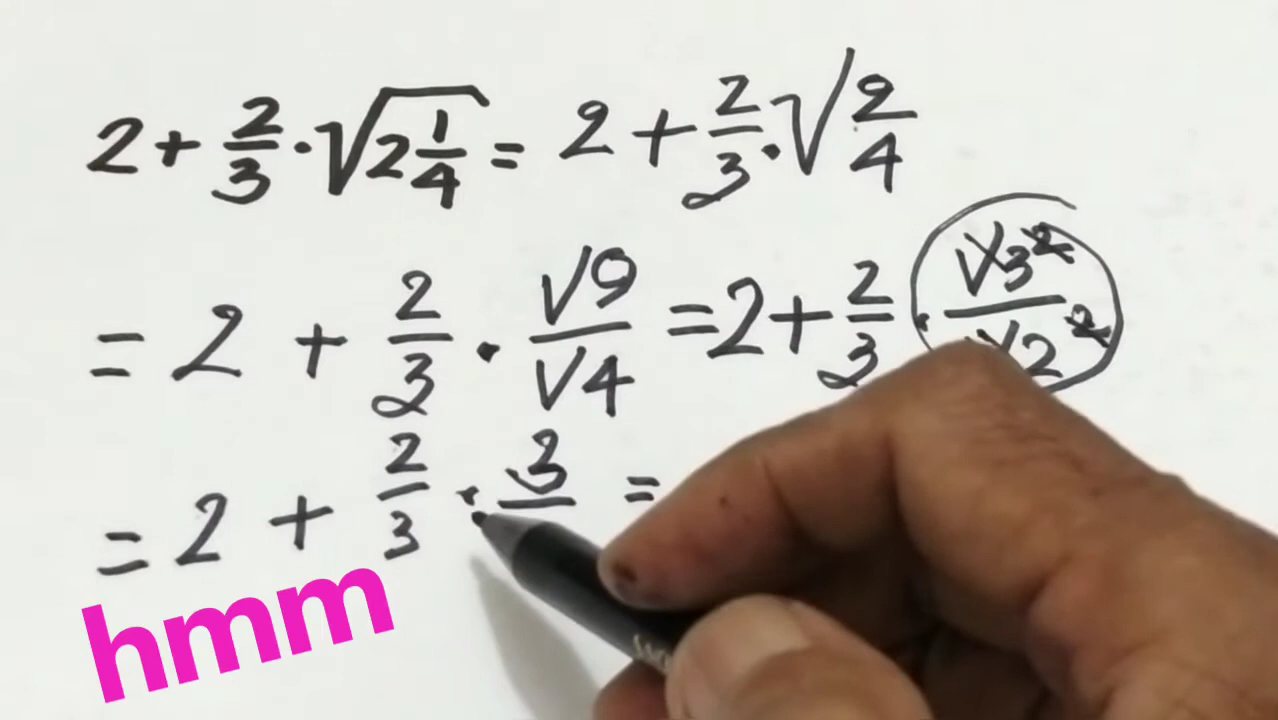 2 + 2/3 · √(2 1/4) = 2 + 2/3 · √(9/4)
= 2 + 2/3 · √9/√4 = 2 + 2/3 · √3²/√2²
= 2 + 2/3 · 3/ =
hmm